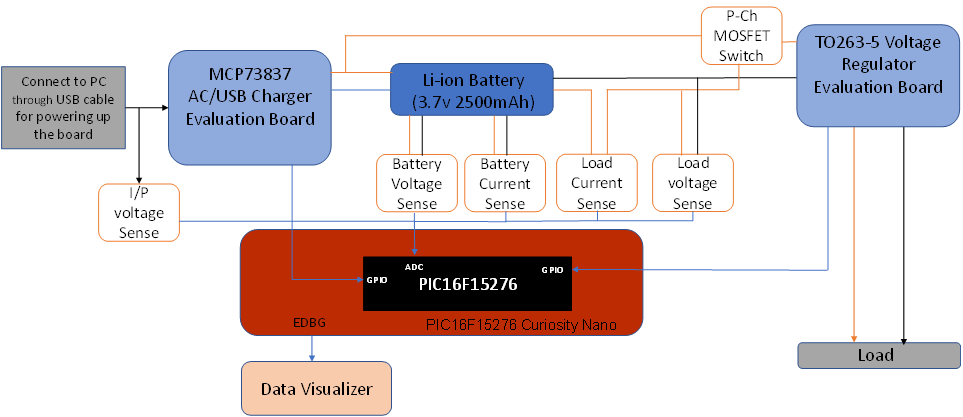 P-Ch
MOSFET
Switch
TO263-5 Voltage
Regulator
Evaluation Board
MCP73837
AC/USB Charger
Evaluation Board
Li-ion Battery
(3.7v 2500mAh)
Connect to PC
through USB cable
for powering up
the board
Battery
Voltage
Sense
Battery
Current
Sense
Load
Current
Sense
Load
voltage
Sense
I/P
voltage
Sense
ADC
GPIO
GPIO
PIC16F15276
EDBG
PIC16F15276 Curiosity Nano
Load
Data Visualizer